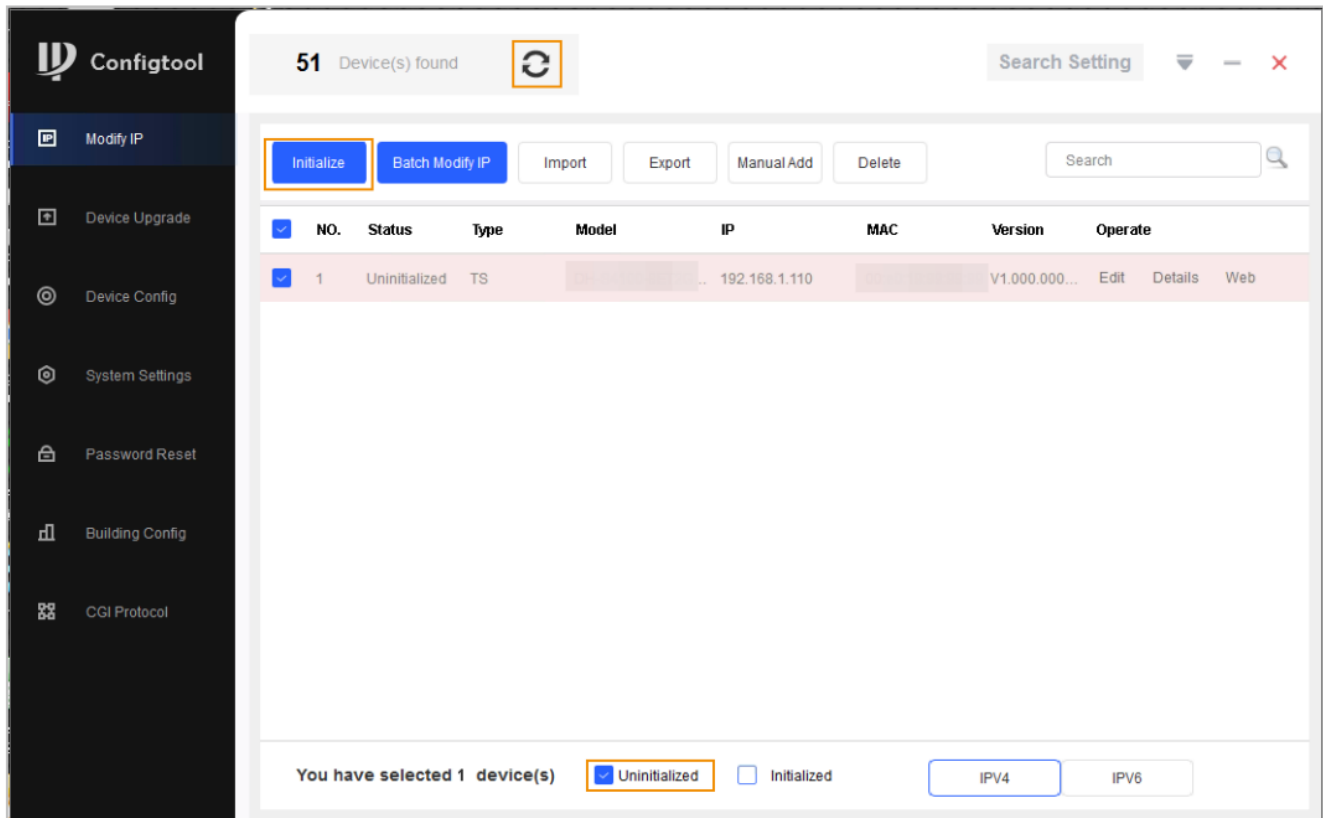 Configtool
51 Device(s) found
Search Setting
Modify IP
Device Upgrade
Device Config
System Settings
Password Reset
Building Config
CGI Protocol
Initialize Batch Modify IP Import Export Manual Add Delete Search
NO. Status Type Model IP MAC Version Operate
1 Uninitialized TS .. 192.168.1.110 V1.000.000... Edit Details Web
You have selected 1 device(s) Uninitialized Initialized IPV4 IPV6